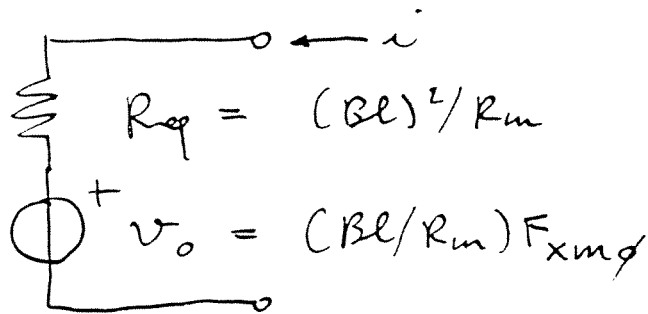 i
Req = (Bl)²/Rm
+
v₀ = (Bl/Rm) Fxmφ